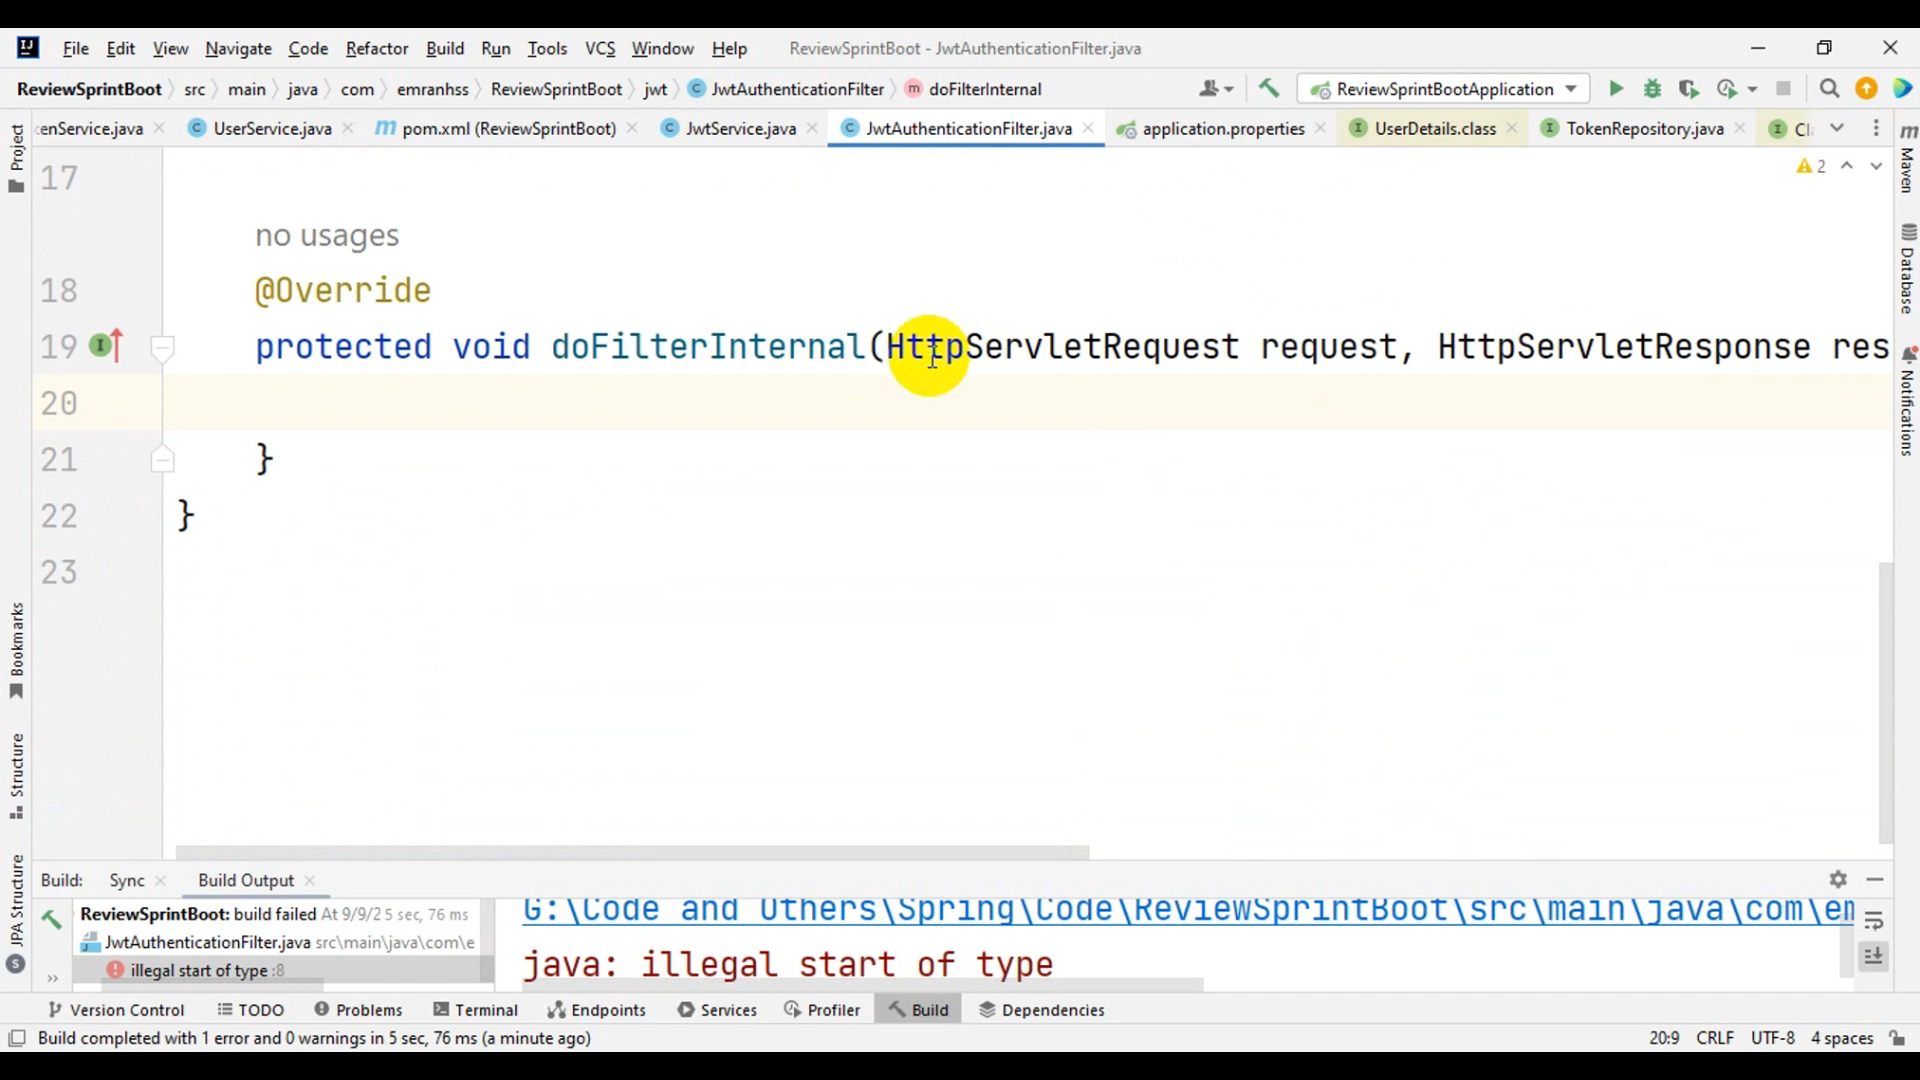 File Edit View Navigate Code Refactor Build Run Tools VCS Window Help ReviewSprintBoot - JwtAuthenticationFilter.java
ReviewSprintBoot src main java com emranhss ReviewSprintBoot jwt JwtAuthenticationFilter doFilterInternal ReviewSprintBootApplication
enService.java UserService.java pom.xml (ReviewSprintBoot) JwtService.java JwtAuthenticationFilter.java application.properties UserDetails.class TokenRepository.java
Project
Maven
Database
Notifications
Bookmarks
Structure
JPA Structure
2
17
no usages
18 @Override
19 protected void doFilterInternal(HttpServletRequest request, HttpServletResponse res
20
21 }
22 }
23
Build: Sync Build Output
ReviewSprintBoot: build failed At 9/9/2 5 sec, 76 ms
JwtAuthenticationFilter.java src\main\java\com\e
illegal start of type :8
G:\Code and Others\Spring\Code\ReviewSprintBoot\src\main\java\com\em
java: illegal start of type
Version Control TODO Problems Terminal Endpoints Services Profiler Build Dependencies
Build completed with 1 error and 0 warnings in 5 sec, 76 ms (a minute ago) 20:9 CRLF UTF-8 4 spaces